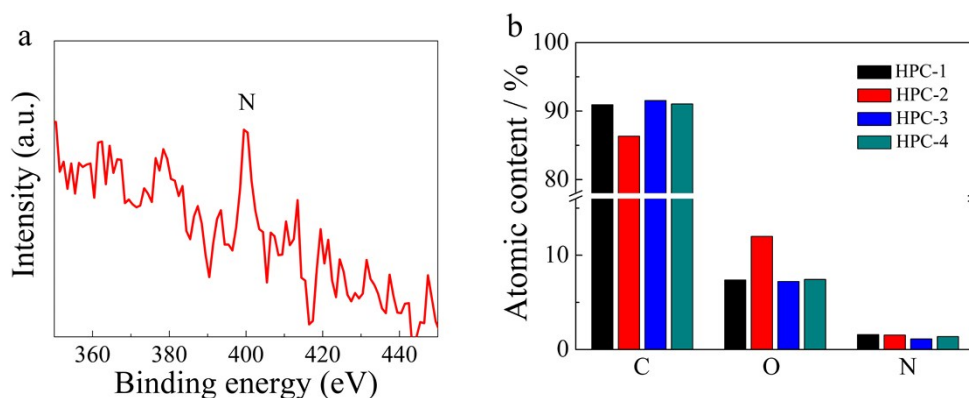 a
N
Intensity (a.u.)
360 380 400 420 440
Binding energy (eV)
b
100
90
80
10
0
Atomic content / %
HPC-1
HPC-2
HPC-3
HPC-4
C O N